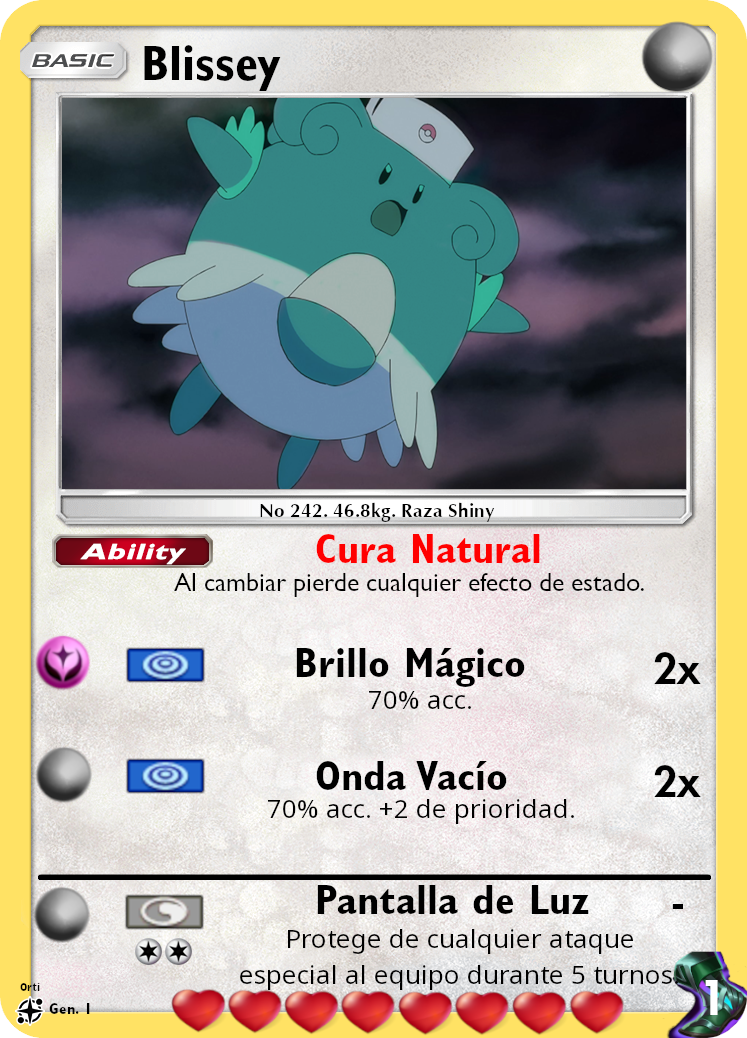 BASIC
Blissey
No 242. 46.8kg. Raza Shiny
Ability
Cura Natural
Al cambiar pierde cualquier efecto de estado.
Brillo Mágico
2x
70% acc.
Onda Vacío
2x
70% acc. +2 de prioridad.
Pantalla de Luz
-
Protege de cualquier ataque
especial al equipo durante 5 turnos.
Orti
Gen. 1
1